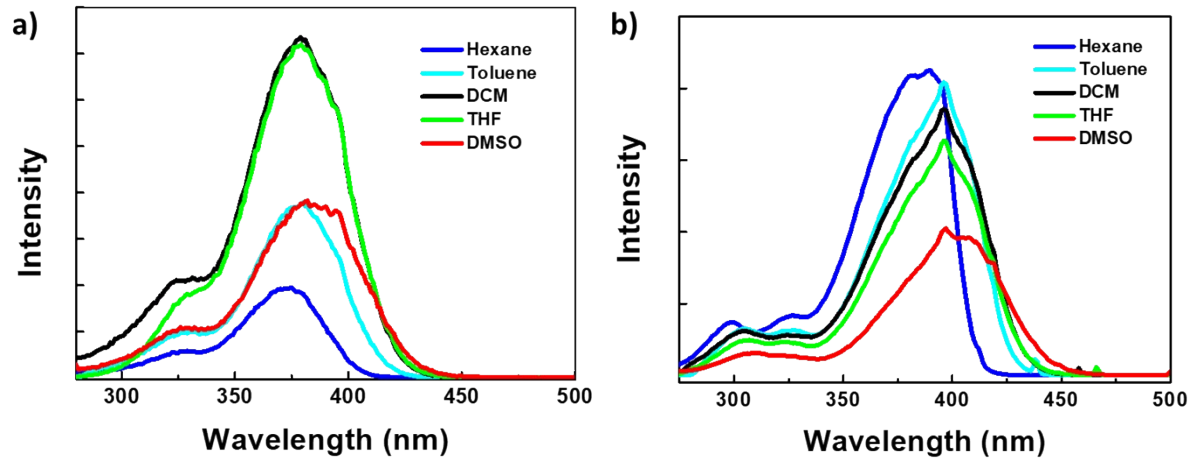 a)
Hexane
Toluene
DCM
THF
DMSO
Intensity
300 350 400 450 500
Wavelength (nm)
b)
Hexane
Toluene
DCM
THF
DMSO
Intensity
300 350 400 450 500
Wavelength (nm)